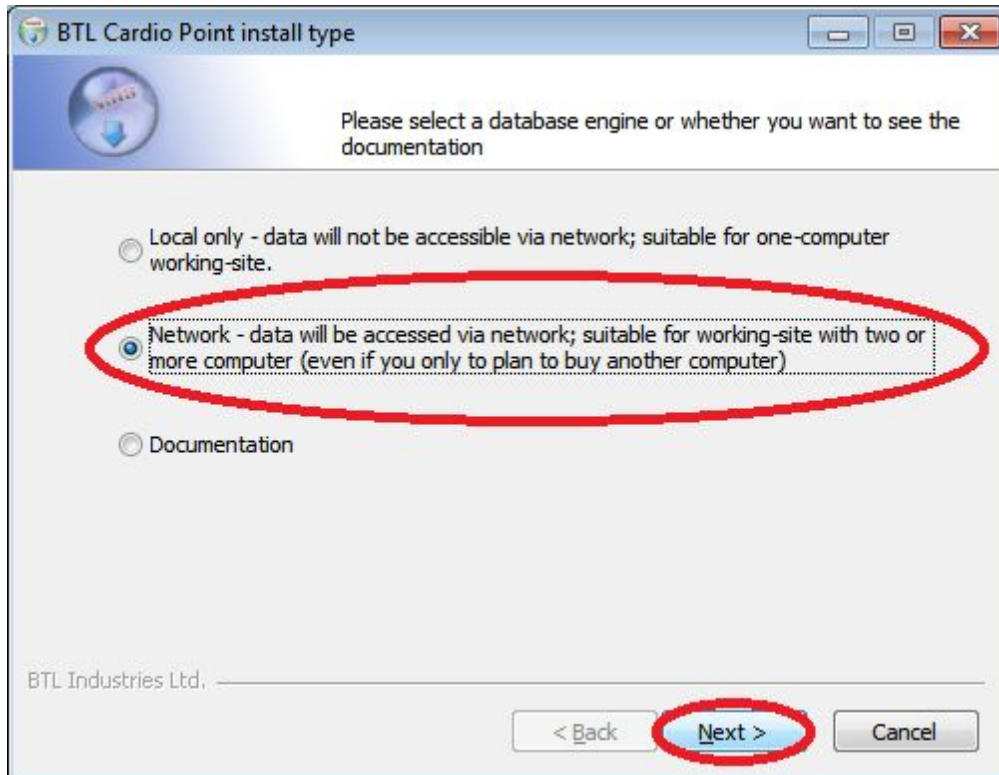 BTL Cardio Point install type
Please select a database engine or whether you want to see the
documentation
Local only - data will not be accessible via network; suitable for one-computer
working-site.
Network - data will be accessed via network; suitable for working-site with two or
more computer (even if you only to plan to buy another computer)
Documentation
BTL Industries Ltd.
< Back
Next >
Cancel